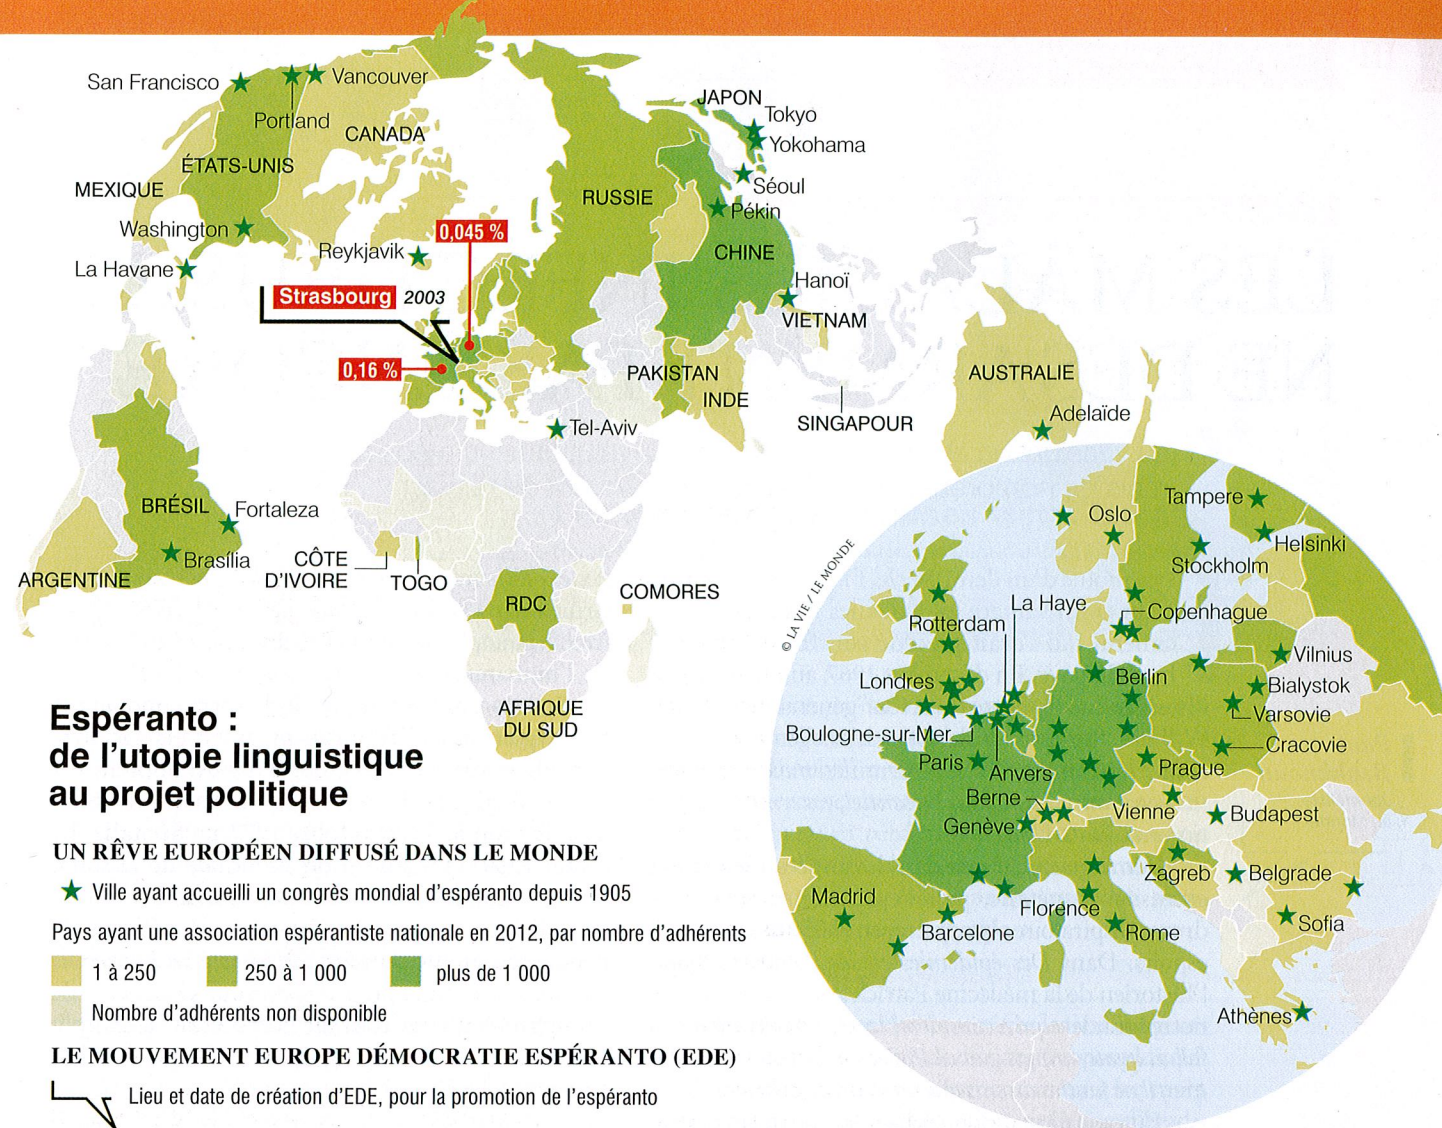 San Francisco
Vancouver
Portland
CANADA
ÉTATS-UNIS
MEXIQUE
Washington
La Havane
Reykjavik
0,045 %
Strasbourg 2003
0,16 %
RUSSIE
JAPON
Tokyo
Yokohama
Séoul
Pékin
CHINE
Hanoï
VIETNAM
PAKISTAN
INDE
SINGAPOUR
AUSTRALIE
Adelaïde
Tel-Aviv
BRÉSIL
Fortaleza
Brasília
ARGENTINE
CÔTE
D'IVOIRE
TOGO
RDC
COMORES
AFRIQUE
DU SUD
© LA VIE / LE MONDE
Oslo
Tampere
Helsinki
Stockholm
La Haye
Copenhague
Rotterdam
Vilnius
Londres
Berlin
Bialystok
Varsovie
Boulogne-sur-Mer
Cracovie
Paris
Anvers
Prague
Berne
Vienne
Budapest
Genève
Zagreb
Belgrade
Madrid
Florence
Sofia
Barcelone
Rome
Athènes
Espéranto :
de l'utopie linguistique
au projet politique
UN RÊVE EUROPÉEN DIFFUSÉ DANS LE MONDE
Ville ayant accueilli un congrès mondial d'espéranto depuis 1905
Pays ayant une association espérantiste nationale en 2012, par nombre d'adhérents
1 à 250
250 à 1 000
plus de 1 000
Nombre d'adhérents non disponible
LE MOUVEMENT EUROPE DÉMOCRATIE ESPÉRANTO (EDE)
Lieu et date de création d'EDE, pour la promotion de l'espéranto